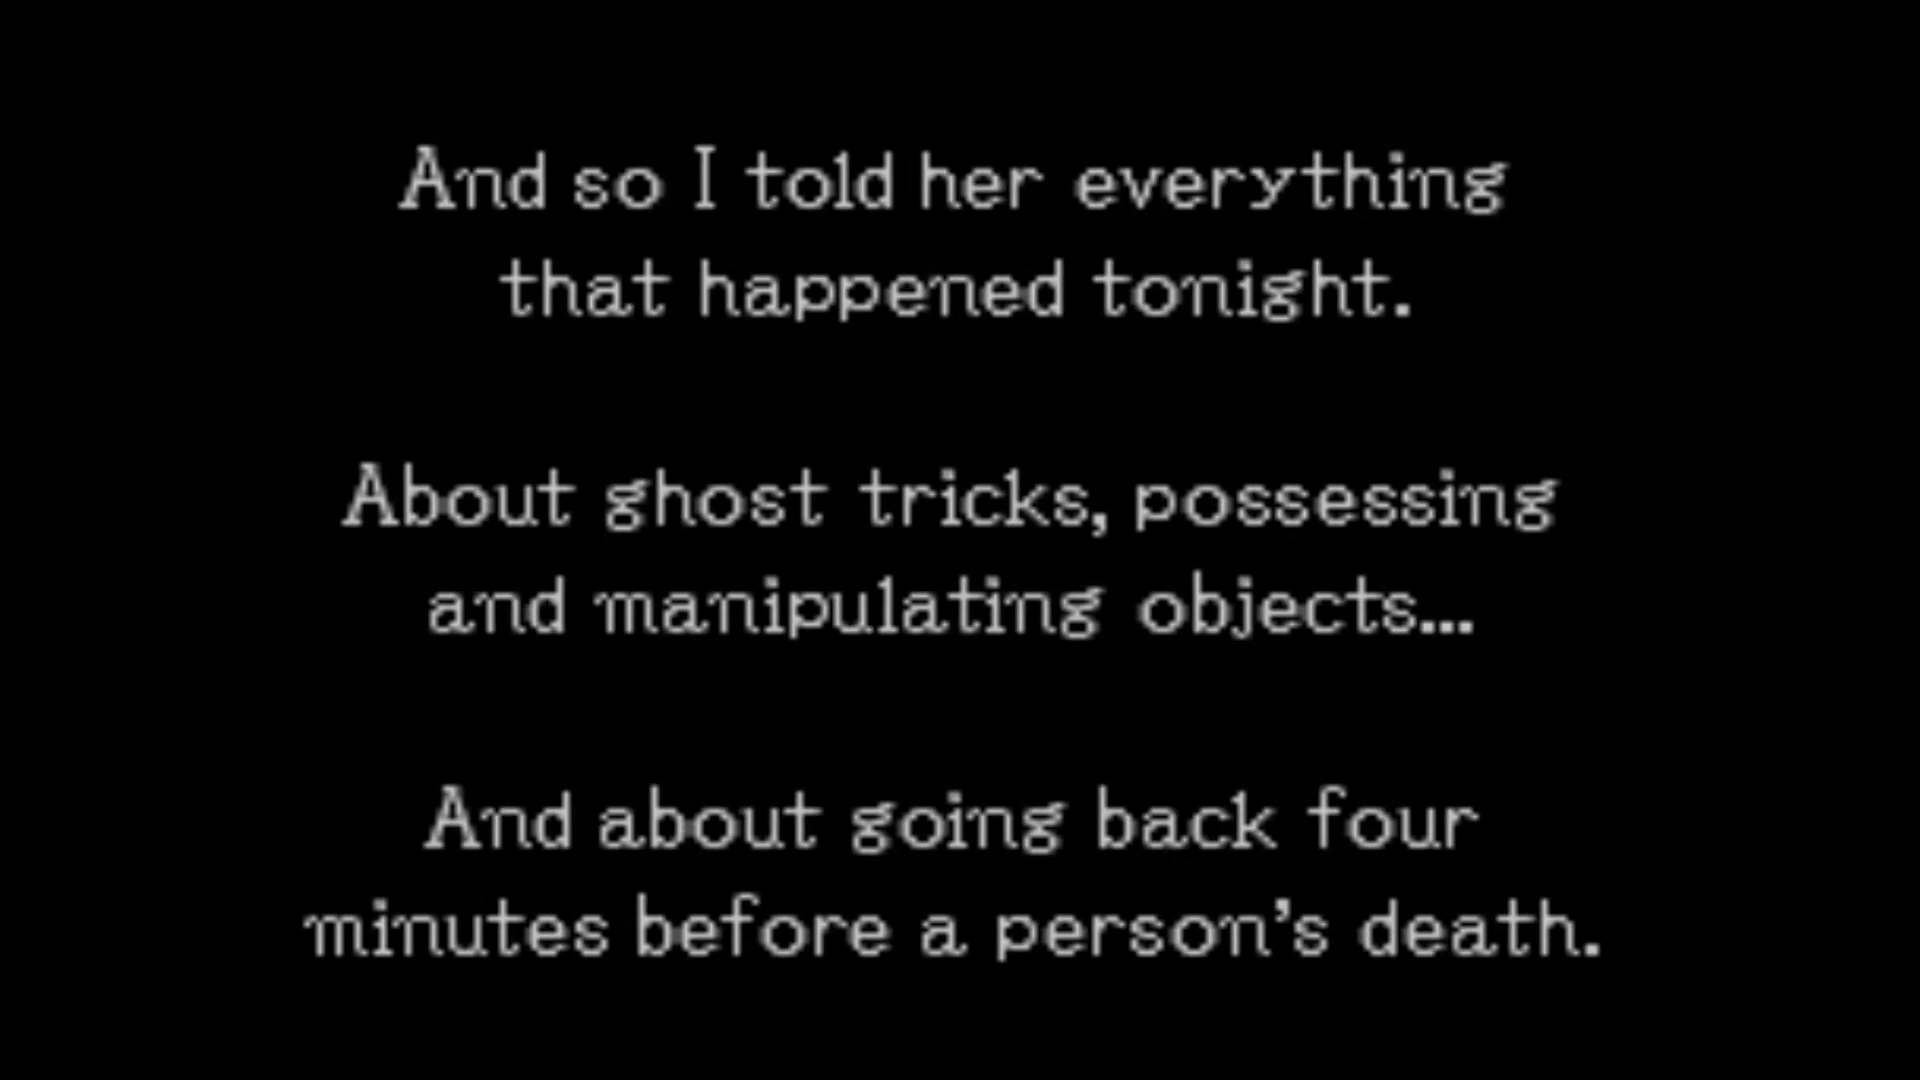 And so I told her everything
that happened tonight.
About ghost tricks, possessing
and manipulating objects...
And about going back four
minutes before a person's death.